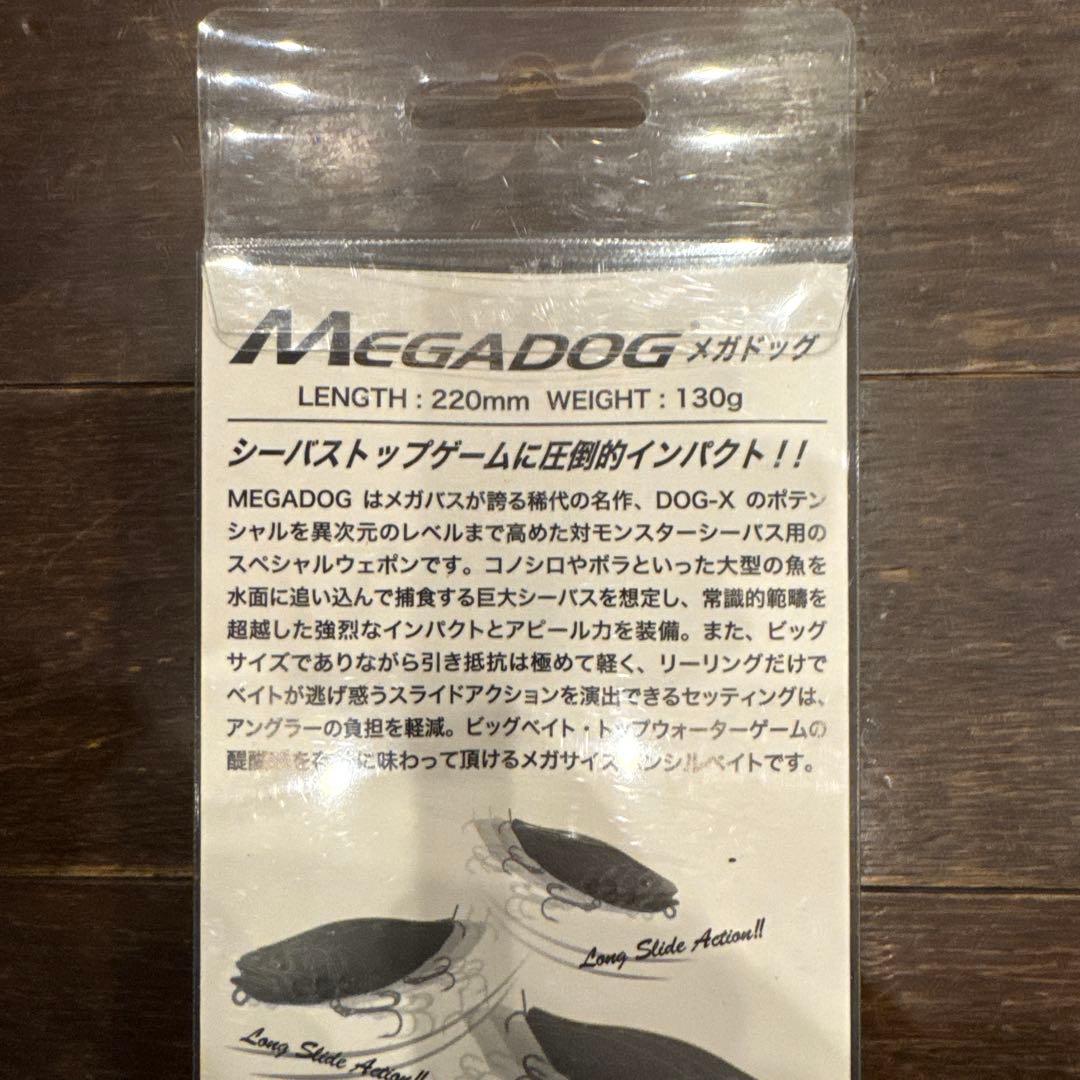 MEGADOG メガドッグ
LENGTH : 220mm WEIGHT : 130g
シーバストップゲームに圧倒的インパクト!!
MEGADOG はメガバスが誇る稀代の名作、DOG-X のポテン
シャルを異次元のレベルまで高めた対モンスターシーバス用の
スペシャルウェポンです。コノシロやボラといった大型の魚を
水面に追い込んで捕食する巨大シーバスを想定し、常識的範疇を
超越した強烈なインパクトとアピール力を装備。また、ビッグ
サイズでありながら引き抵抗は極めて軽く、リーリングだけで
ベイトが逃げ惑うスライドアクションを演出できるセッティングは、
アングラーの負担を軽減。ビッグベイト・トップウォーターゲームの
醍醐味を に味わって頂けるメガサイズペンシルベイトです。
Long Slide Action!!
Long Slide Action!!